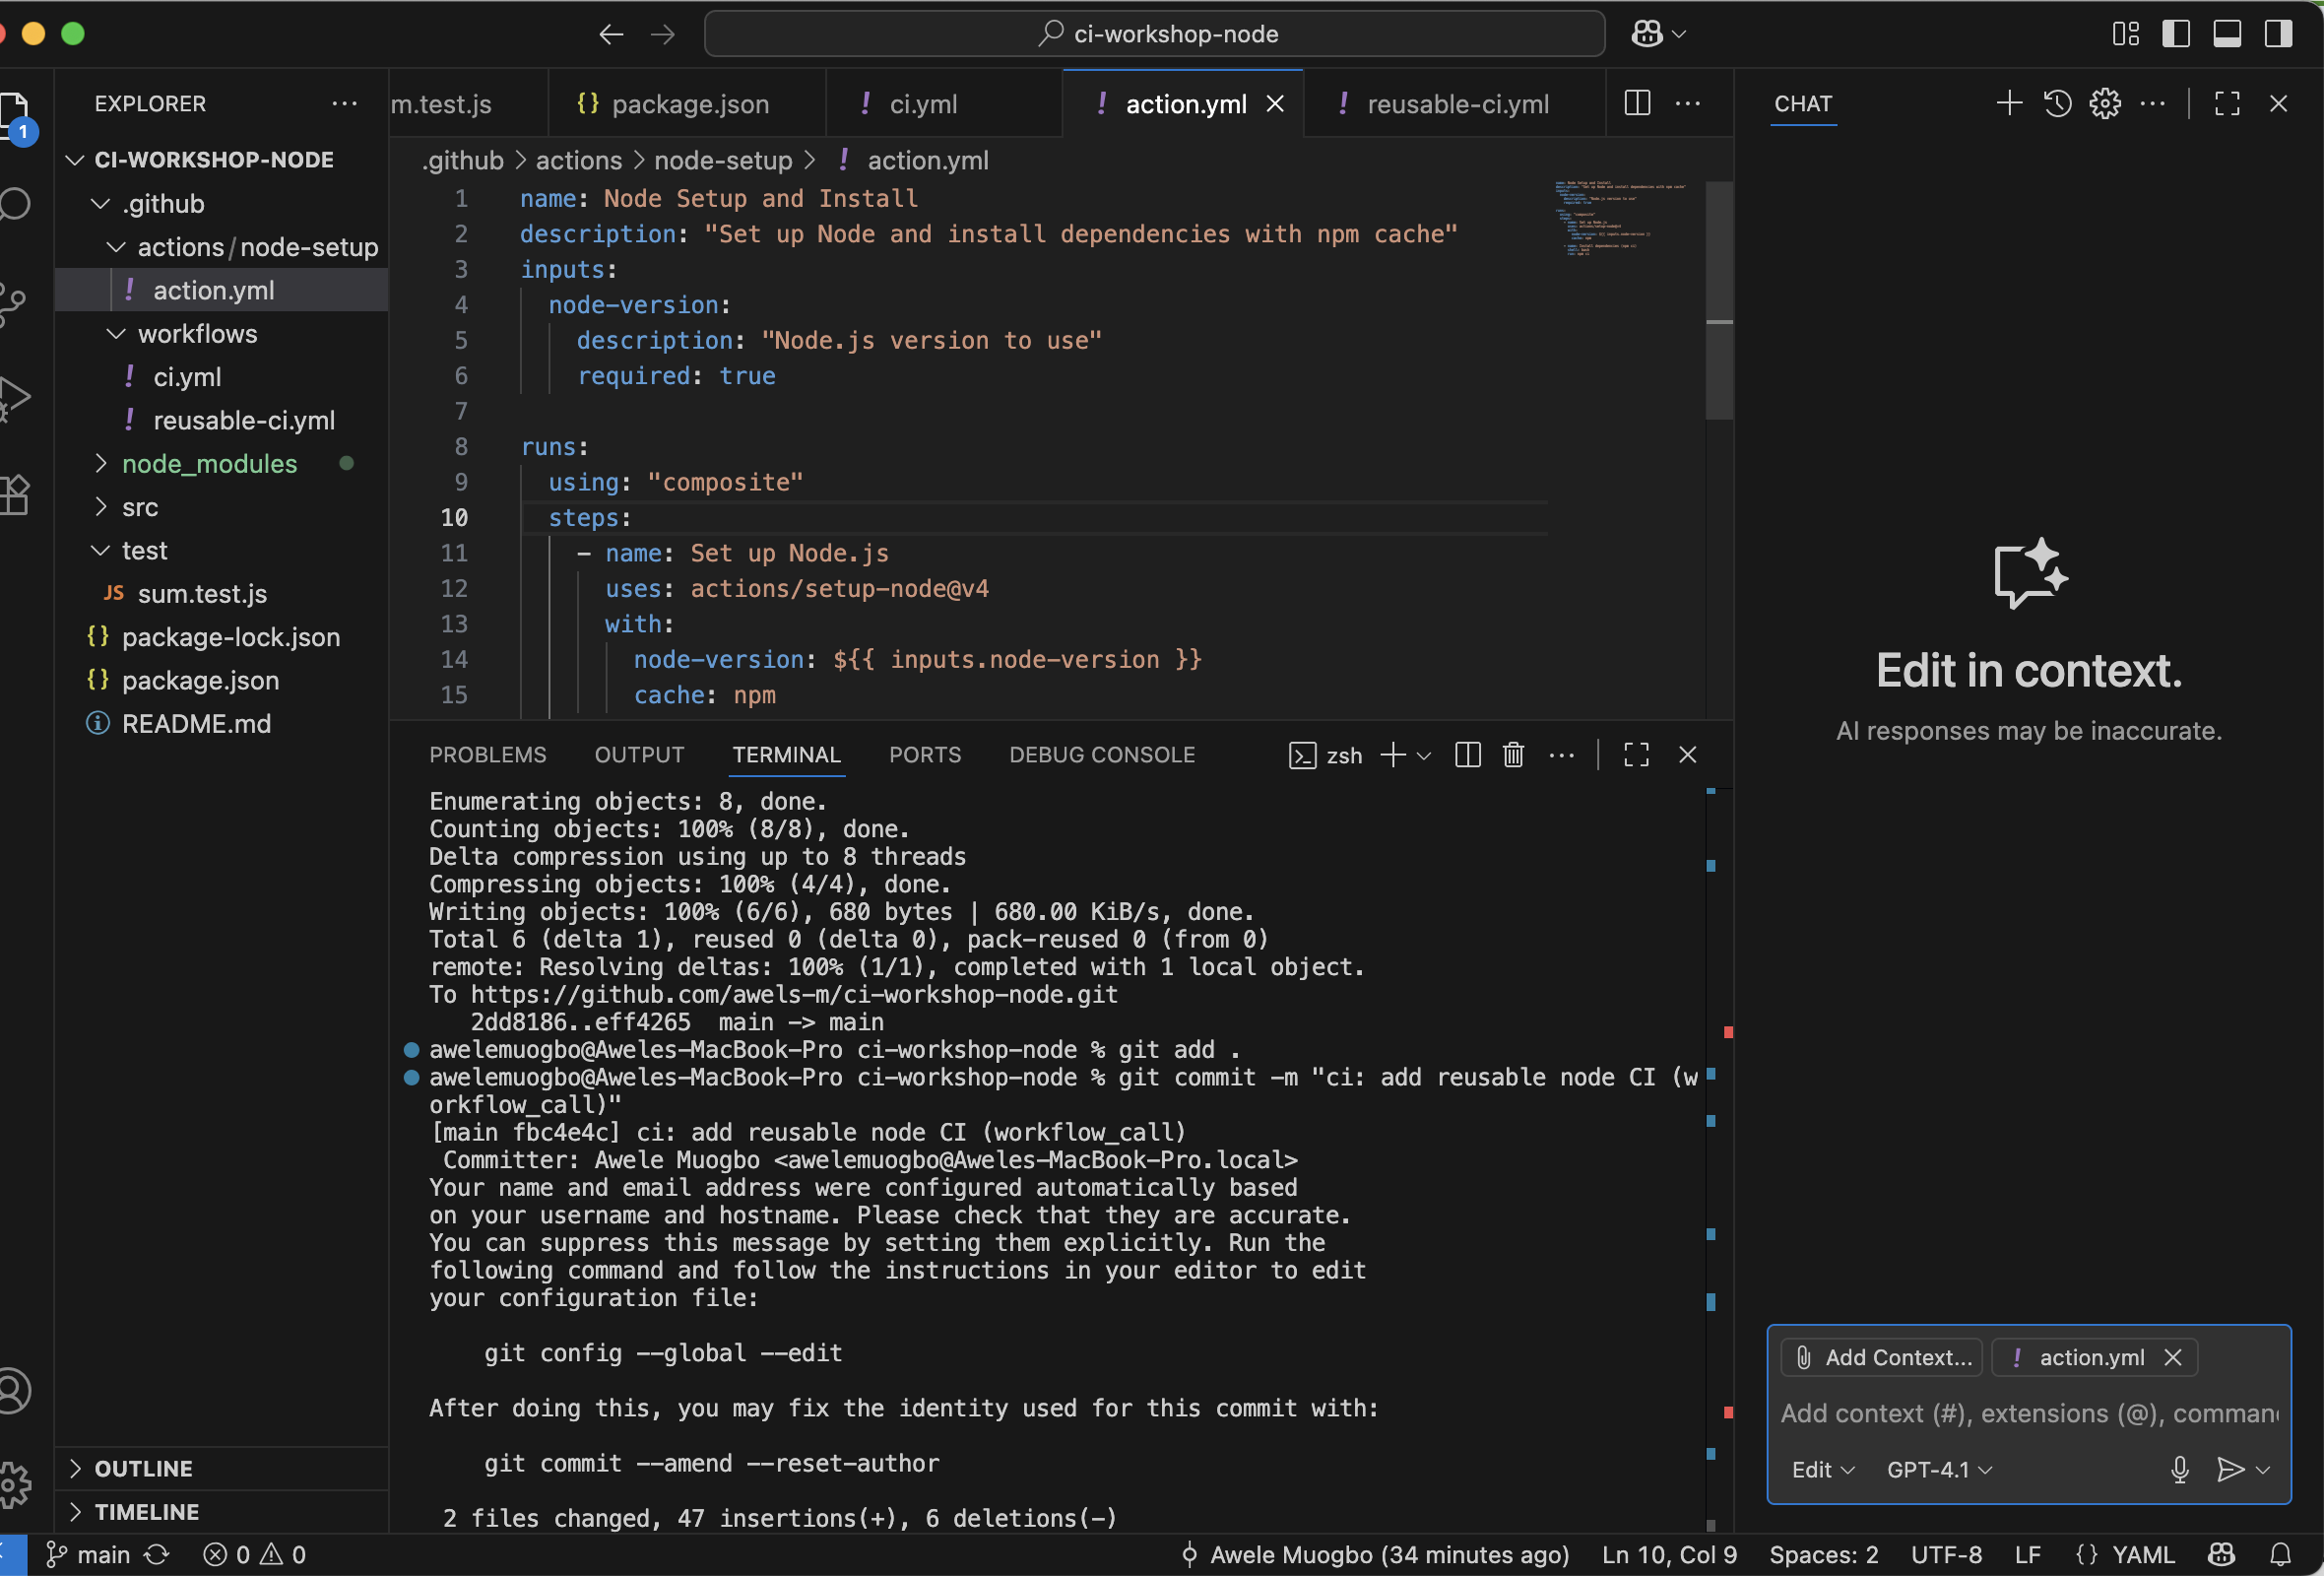 ci-workshop-node
EXPLORER
CI-WORKSHOP-NODE
.github
actions/node-setup
action.yml
workflows
ci.yml
reusable-ci.yml
node_modules
src
test
JS sum.test.js
{} package-lock.json
{} package.json
README.md
OUTLINE
TIMELINE
1
m.test.js
{} package.json
! ci.yml
! action.yml
! reusable-ci.yml
.github > actions > node-setup > ! action.yml
1 name: Node Setup and Install
2 description: "Set up Node and install dependencies with npm cache"
3 inputs:
4 node-version:
5 description: "Node.js version to use"
6 required: true
7
8 runs:
9 using: "composite"
10 steps:
11 - name: Set up Node.js
12 uses: actions/setup-node@v4
13 with:
14 node-version: ${{ inputs.node-version }}
15 cache: npm
PROBLEMS OUTPUT TERMINAL PORTS DEBUG CONSOLE zsh
Enumerating objects: 8, done.
Counting objects: 100% (8/8), done.
Delta compression using up to 8 threads
Compressing objects: 100% (4/4), done.
Writing objects: 100% (6/6), 680 bytes | 680.00 KiB/s, done.
Total 6 (delta 1), reused 0 (delta 0), pack-reused 0 (from 0)
remote: Resolving deltas: 100% (1/1), completed with 1 local object.
To https://github.com/awels-m/ci-workshop-node.git
2dd8186..eff4265 main -> main
awelemuogbo@Aweles-MacBook-Pro ci-workshop-node % git add .
awelemuogbo@Aweles-MacBook-Pro ci-workshop-node % git commit -m "ci: add reusable node CI (w
orkflow_call)"
[main fbc4e4c] ci: add reusable node CI (workflow_call)
Committer: Awele Muogbo <awelemuogbo@Aweles-MacBook-Pro.local>
Your name and email address were configured automatically based
on your username and hostname. Please check that they are accurate.
You can suppress this message by setting them explicitly. Run the
following command and follow the instructions in your editor to edit
your configuration file:
git config --global --edit
After doing this, you may fix the identity used for this commit with:
git commit --amend --reset-author
2 files changed, 47 insertions(+), 6 deletions(-)
CHAT
Edit in context.
AI responses may be inaccurate.
Add Context... ! action.yml
Add context (#), extensions (@), comman
Edit GPT-4.1
main 0 0 Awele Muogbo (34 minutes ago) Ln 10, Col 9 Spaces: 2 UTF-8 LF {} YAML